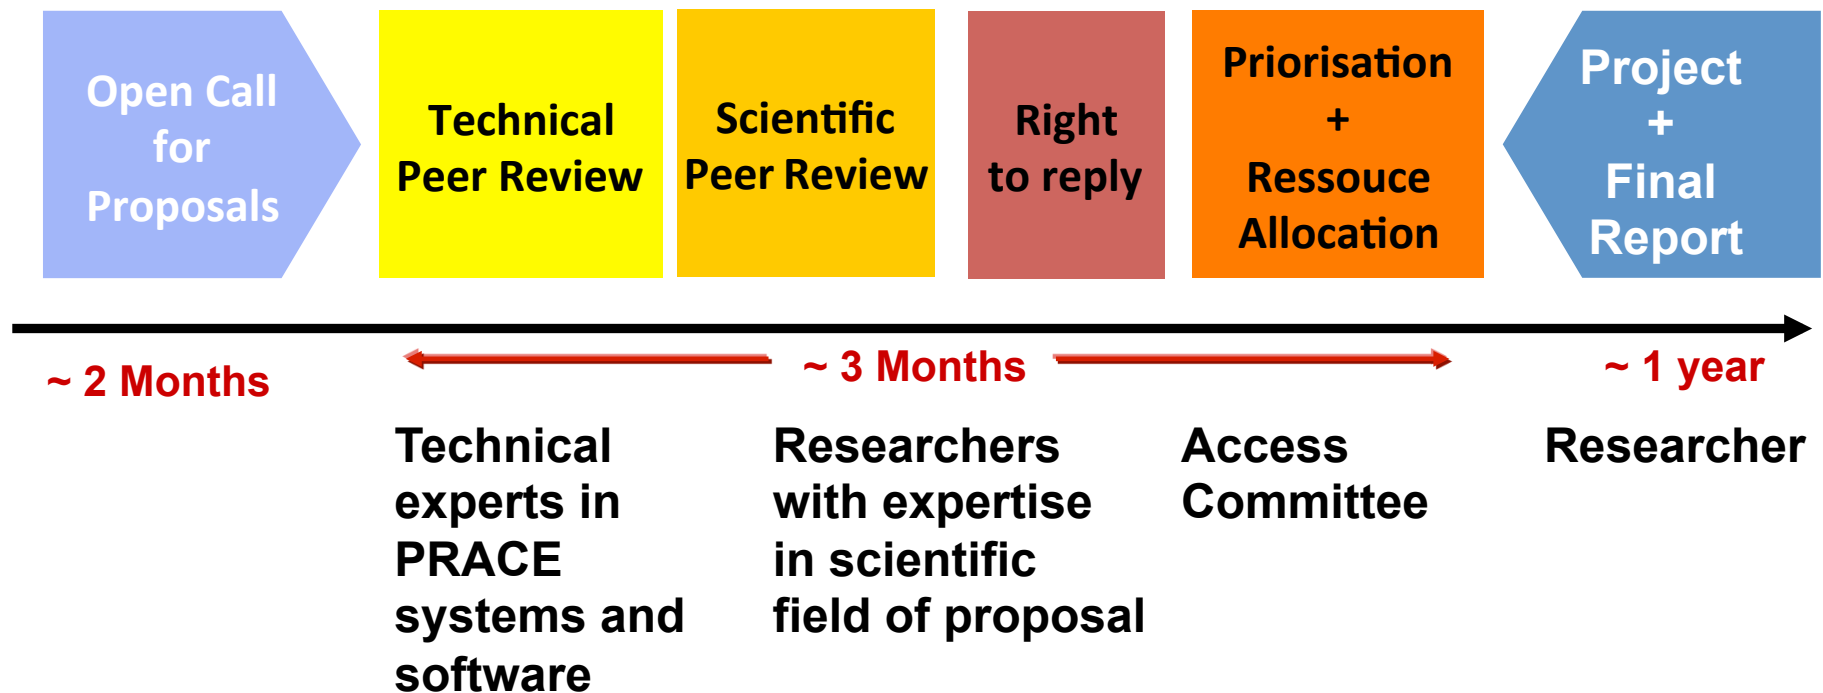 Open Call
for
Proposals
Technical
Peer Review
Scientific
Peer Review
Right
to reply
Priorisation
+
Ressouce
Allocation
Project
+
Final
Report
~ 2 Months
~ 3 Months
~ 1 year
Technical
experts in
PRACE
systems and
software
Researchers
with expertise
in scientific
field of proposal
Access
Committee
Researcher